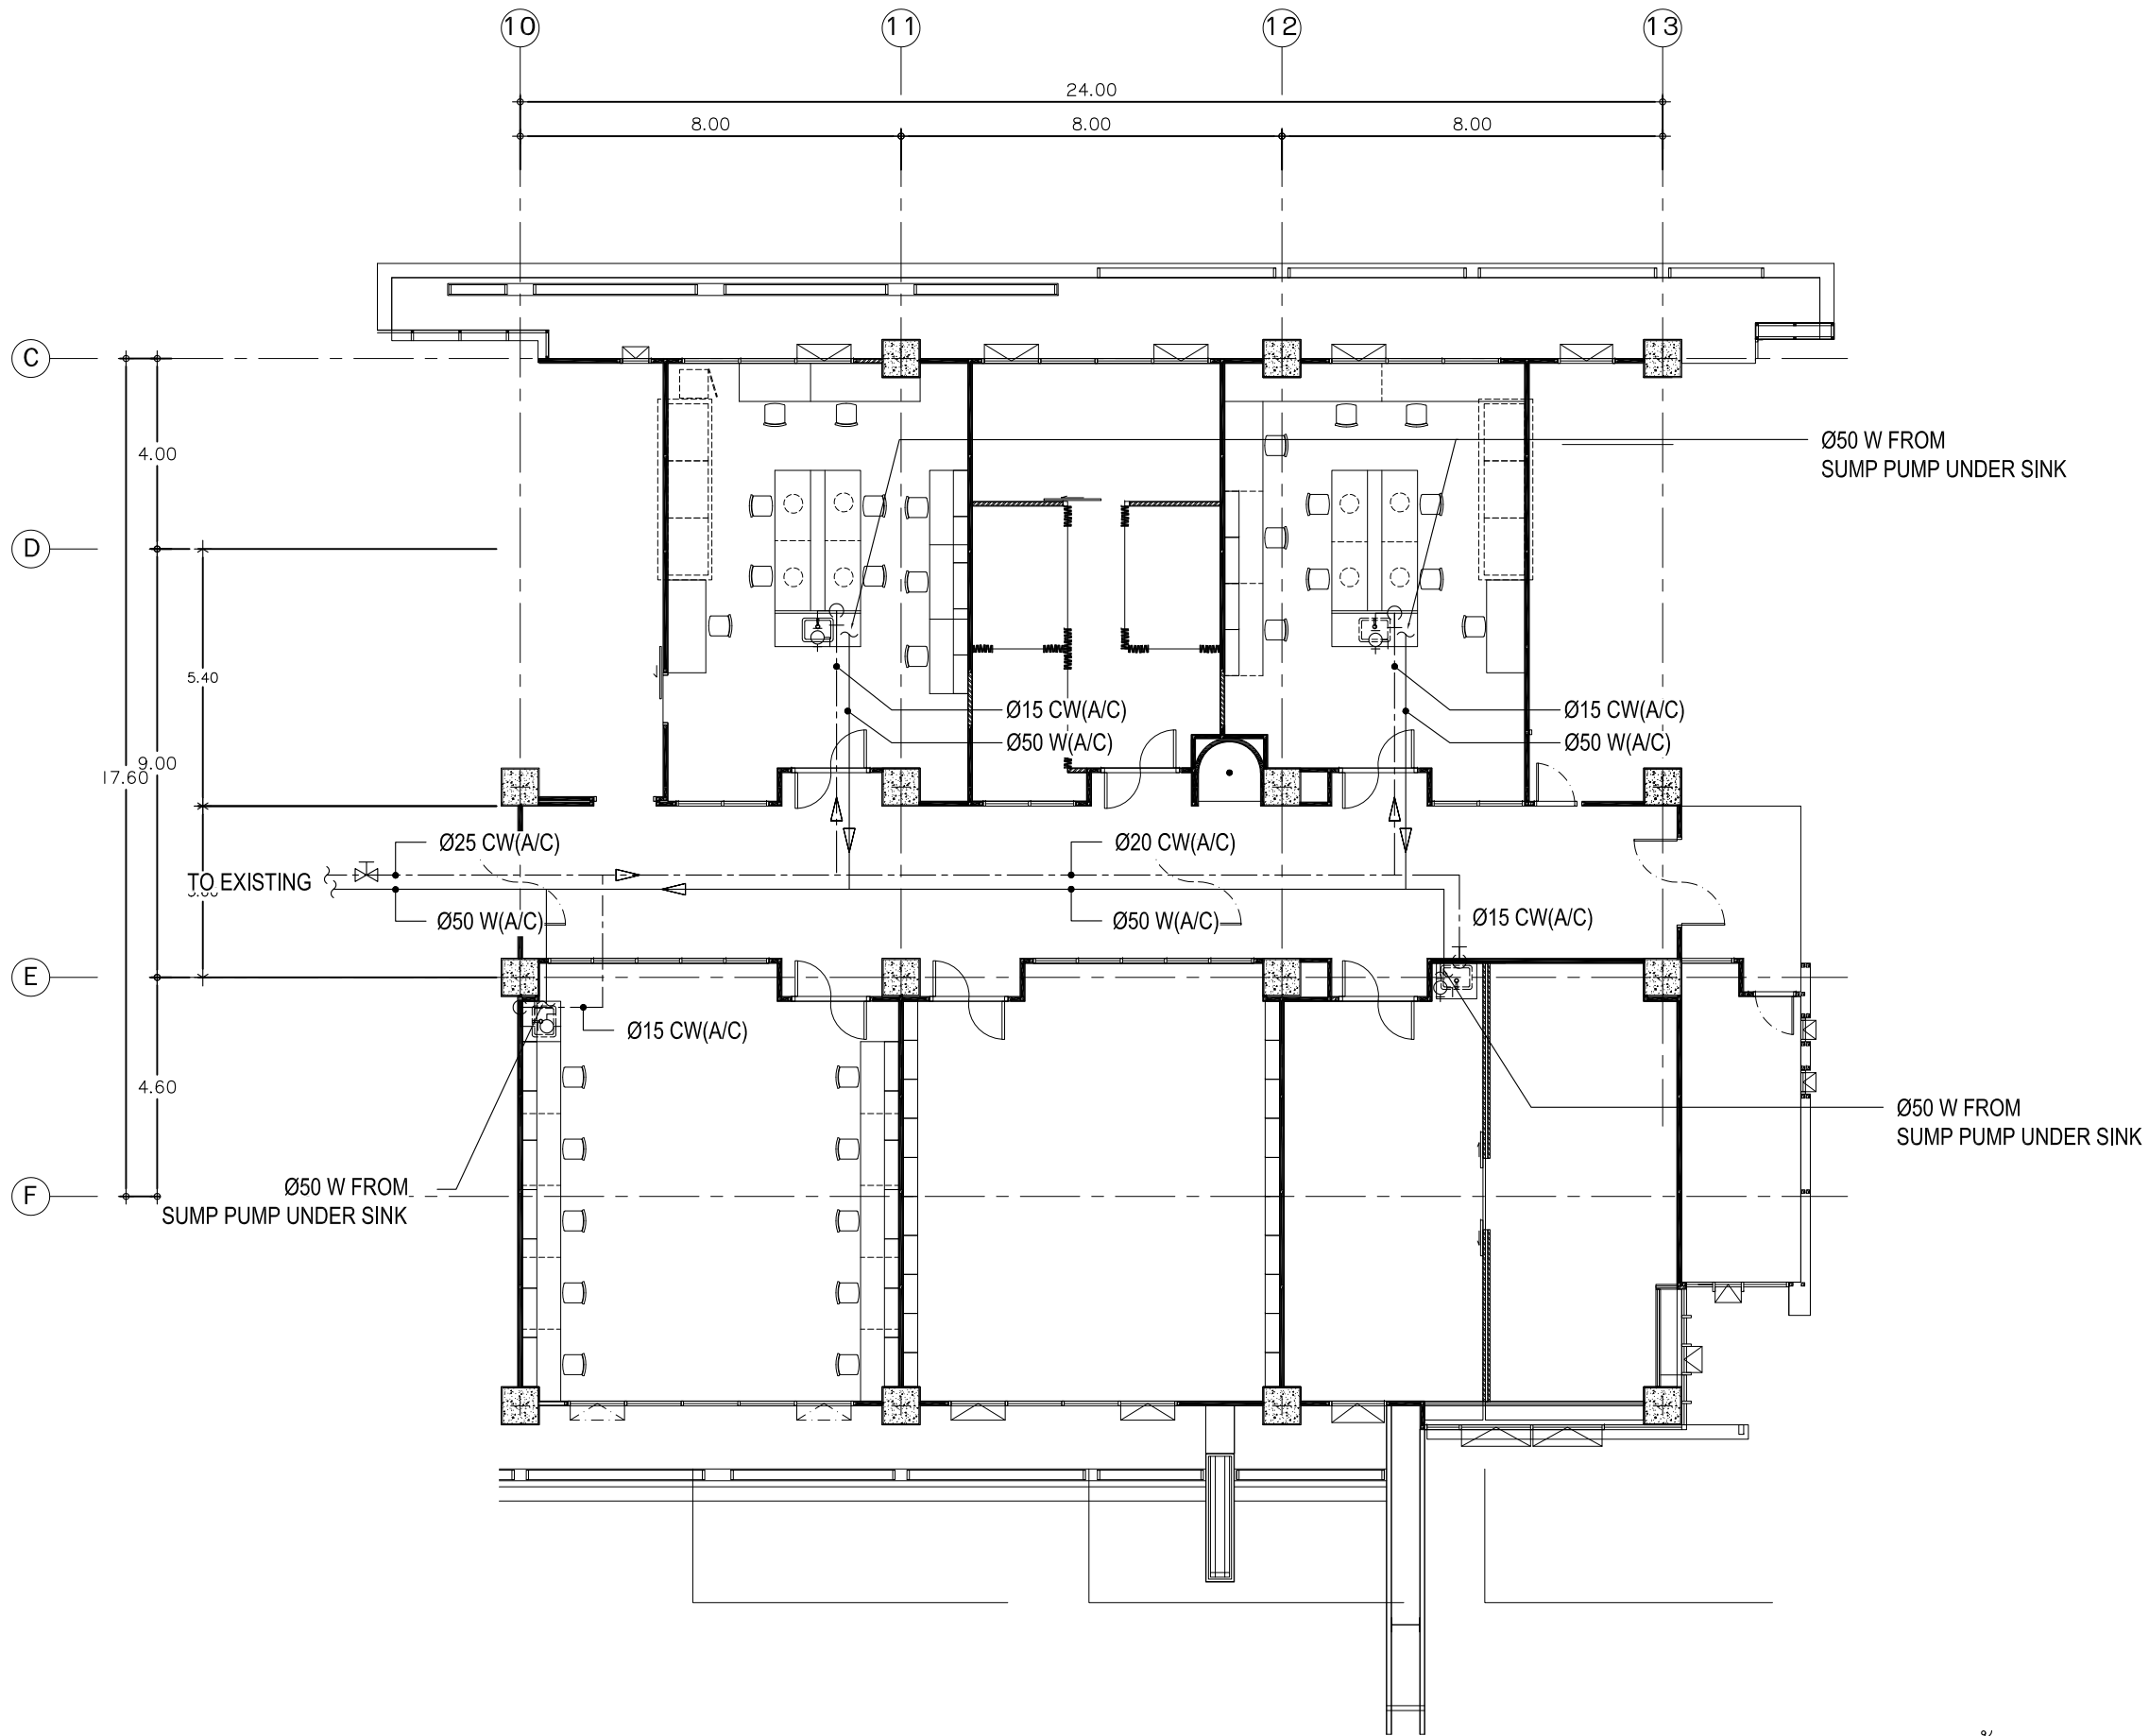 10 11 12 13
24.00
8.00 8.00 8.00
C
Ø50 W FROM
SUMP PUMP UNDER SINK
4.00
D
5.40
Ø15 CW(A/C) Ø15 CW(A/C)
Ø50 W(A/C) Ø50 W(A/C)
9.00
17.60
Ø25 CW(A/C) Ø20 CW(A/C)
TO EXISTING
Ø50 W(A/C) Ø50 W(A/C) Ø15 CW(A/C)
E
Ø15 CW(A/C)
4.60
Ø50 W FROM
SUMP PUMP UNDER SINK
F
Ø50 W FROM
SUMP PUMP UNDER SINK